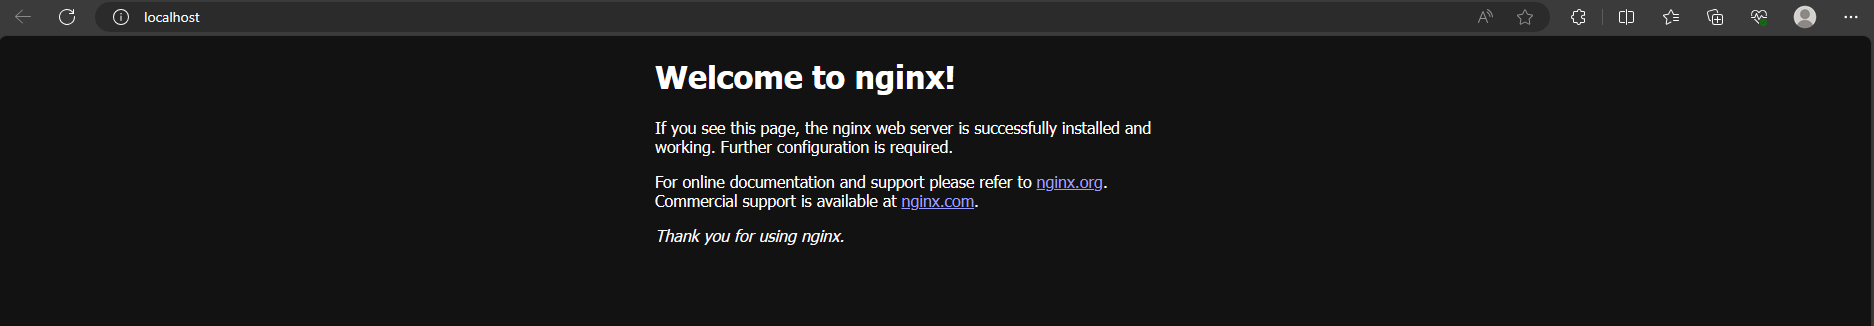 localhost
Welcome to nginx!
If you see this page, the nginx web server is successfully installed and
working. Further configuration is required.
For online documentation and support please refer to nginx.org.
Commercial support is available at nginx.com.
Thank you for using nginx.